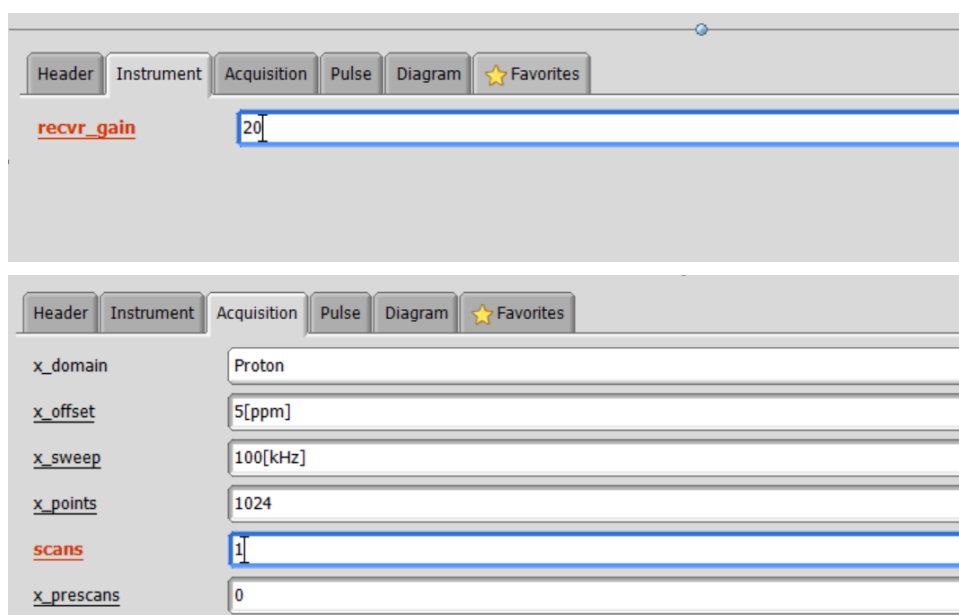 Header Instrument Acquisition Pulse Diagram Favorites
recvr_gain 20
Header Instrument Acquisition Pulse Diagram Favorites
x_domain Proton
x_offset 5[ppm]
x_sweep 100[kHz]
x_points 1024
scans 1
x_prescans 0